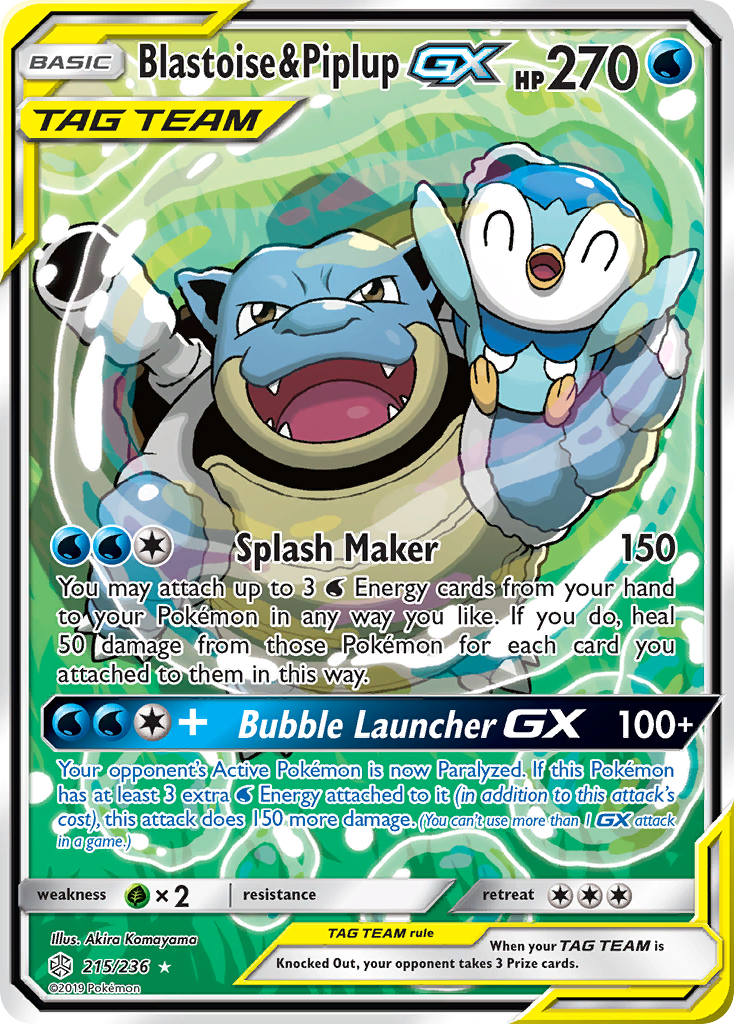 BASIC Blastoise&Piplup GX HP270
TAG TEAM
Splash Maker 150
You may attach up to 3 Energy cards from your hand
to your Pokémon in any way you like. If you do, heal
50 damage from those Pokémon for each card you
attached to them in this way.
+ Bubble Launcher GX 100+
Your opponent's Active Pokémon is now Paralyzed. If this Pokémon
has at least 3 extra Energy attached to it (in addition to this attack's
cost), this attack does 150 more damage. (You can't use more than 1 GX attack
in a game.)
weakness ×2 resistance retreat
Illus. Akira Komayama
215/236 ★
©2019 Pokémon
TAG TEAM rule
When your TAG TEAM is
Knocked Out, your opponent takes 3 Prize cards.